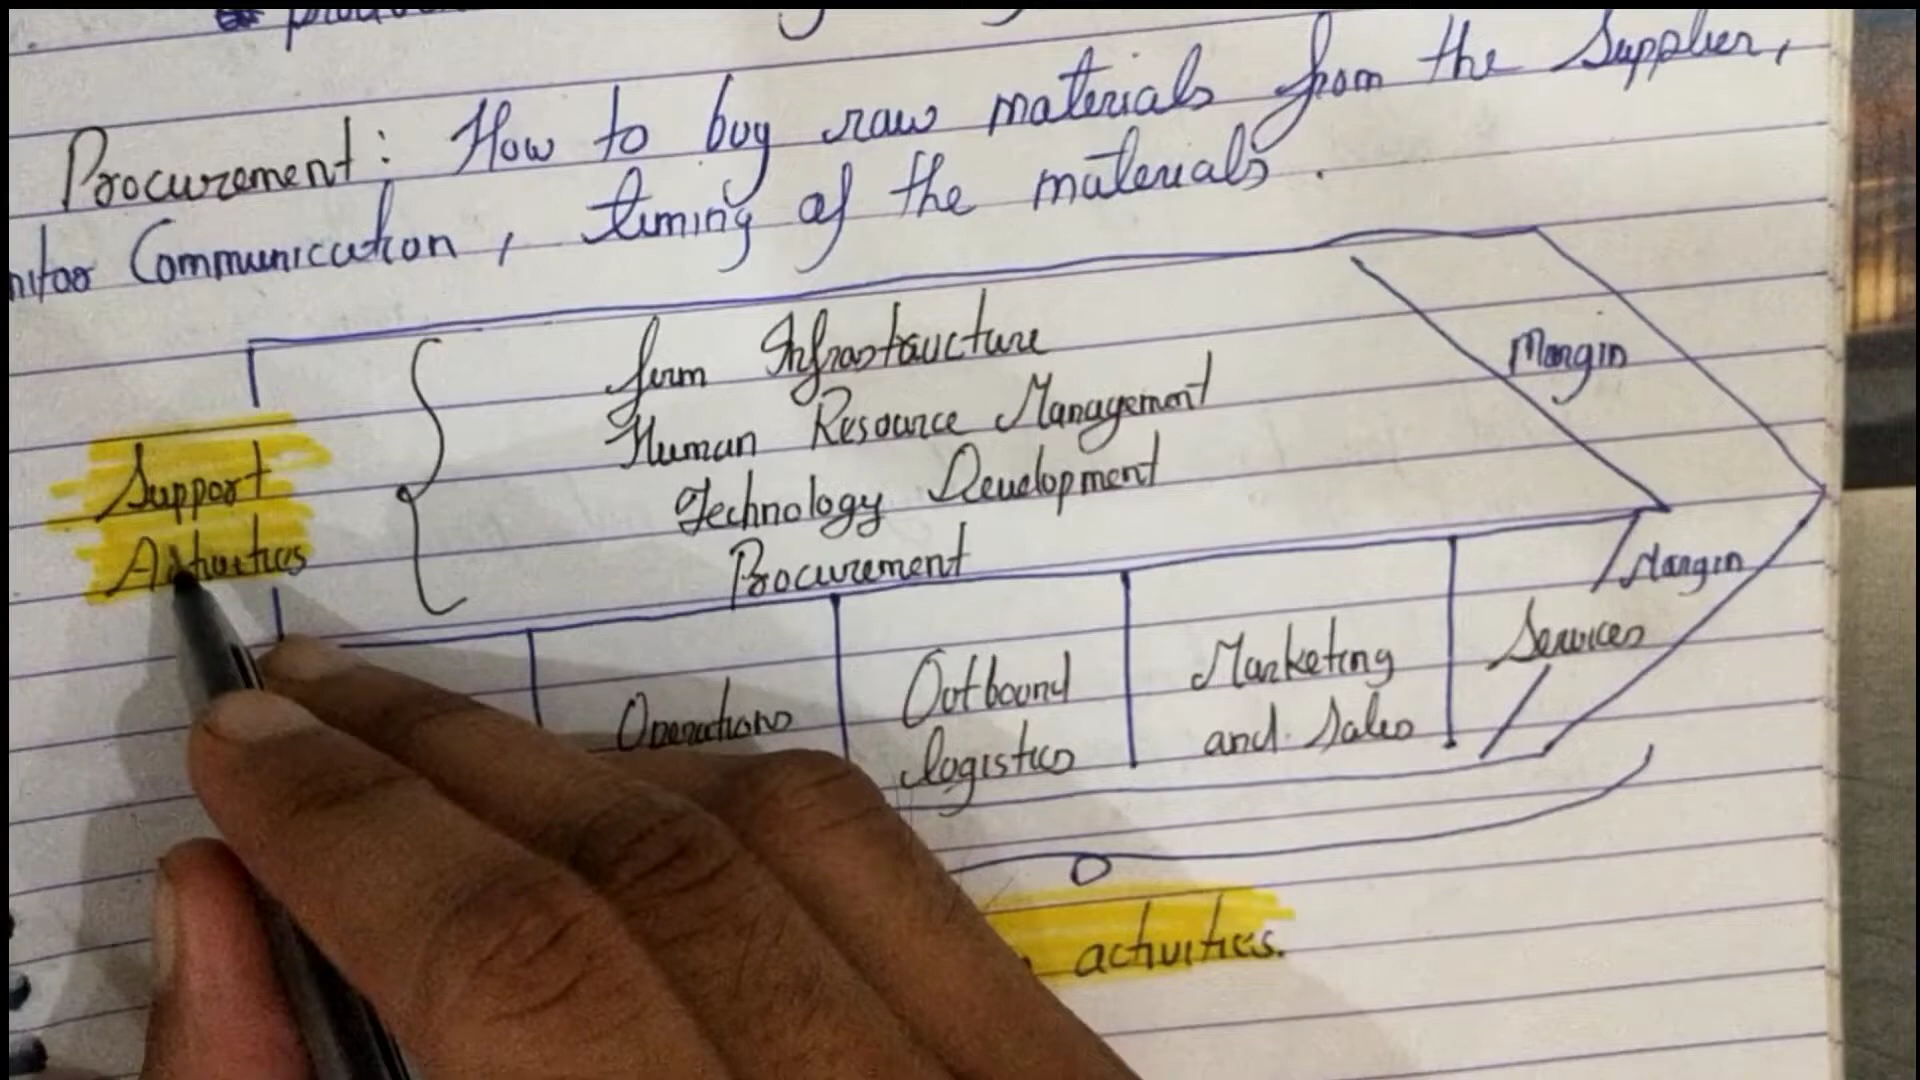 Procurement: How to buy raw materials from the Supplier,
Communication, timing of the materials.
firm Infrastructure
Margin
Human Resource Management
Support
Activities
Technology Development
Procurement
Margin
Operations
Outbound
logistics
Marketing
and Sales
Services
activities.